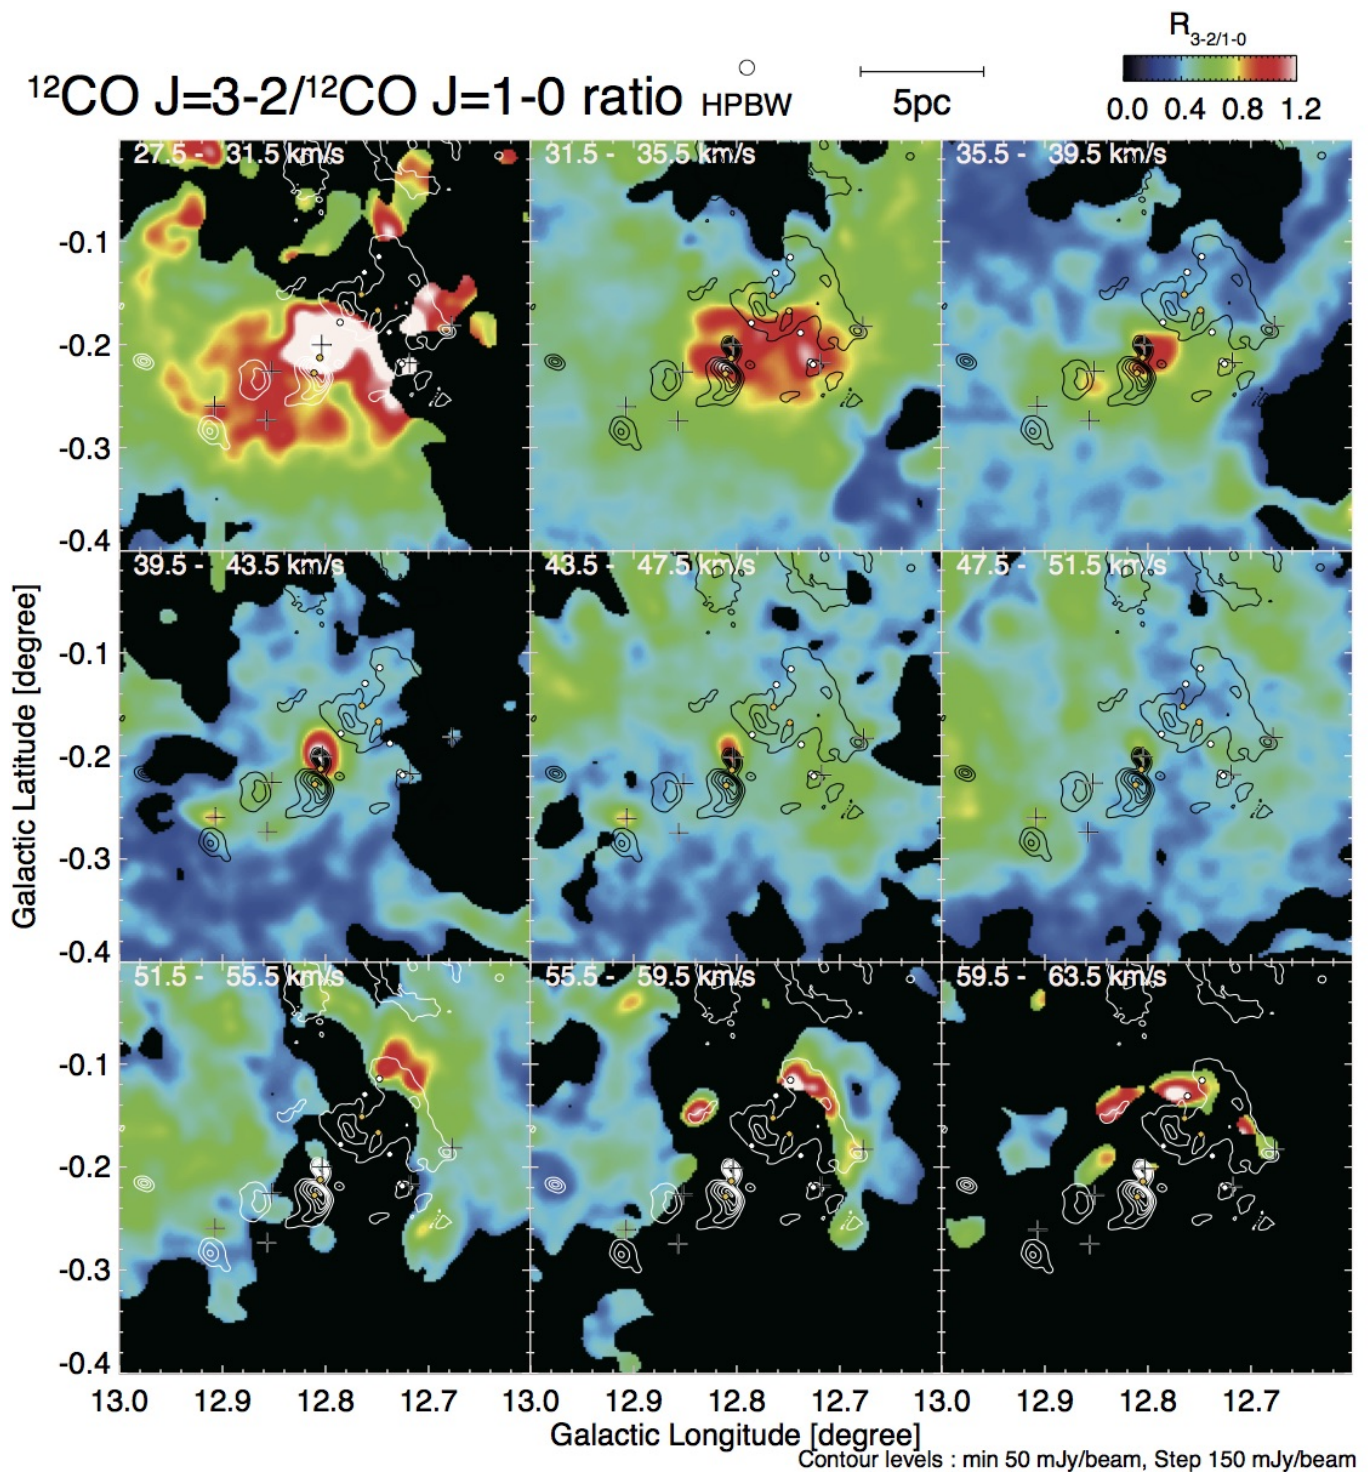 R3-2/1-0
12CO J=3-2/12CO J=1-0 ratio
HPBW
5pc
0.0 0.4 0.8 1.2
27.5 - 31.5 km/s
31.5 - 35.5 km/s
35.5 - 39.5 km/s
-0.1
-0.2
-0.3
-0.4
39.5 - 43.5 km/s
43.5 - 47.5 km/s
47.5 - 51.5 km/s
-0.1
-0.2
-0.3
-0.4
51.5 - 55.5 km/s
55.5 - 59.5 km/s
59.5 - 63.5 km/s
-0.1
-0.2
-0.3
-0.4
Galactic Latitude [degree]
13.0 12.9 12.8 12.7 13.0 12.9 12.8 12.7 13.0 12.9 12.8 12.7
Galactic Longitude [degree]
Contour levels : min 50 mJy/beam, Step 150 mJy/beam